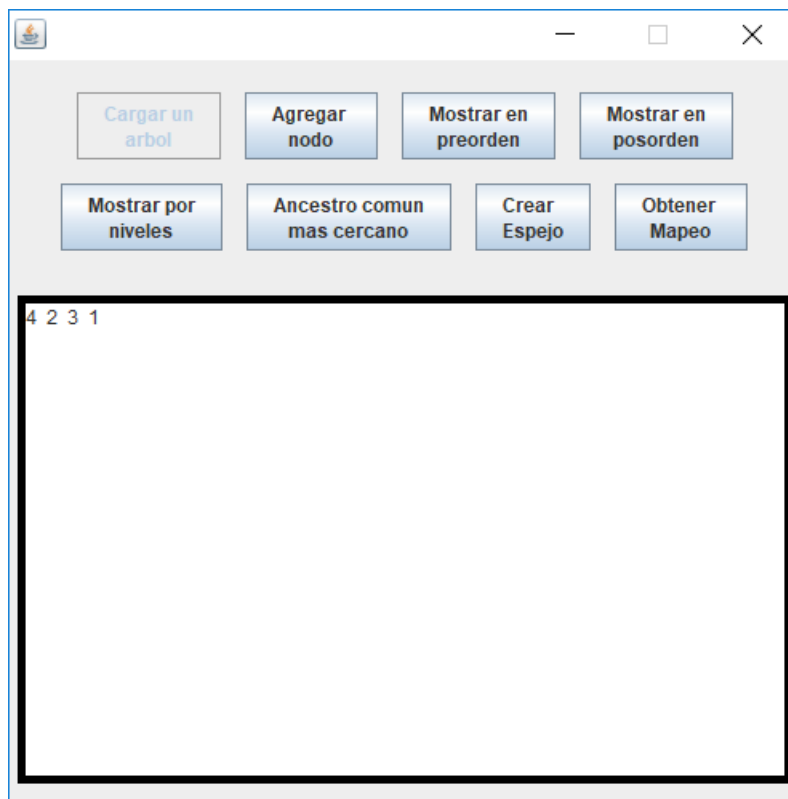 Cargar un
arbol
Agregar
nodo
Mostrar en
preorden
Mostrar en
posorden
Mostrar por
niveles
Ancestro comun
mas cercano
Crear
Espejo
Obtener
Mapeo
4 2 3 1